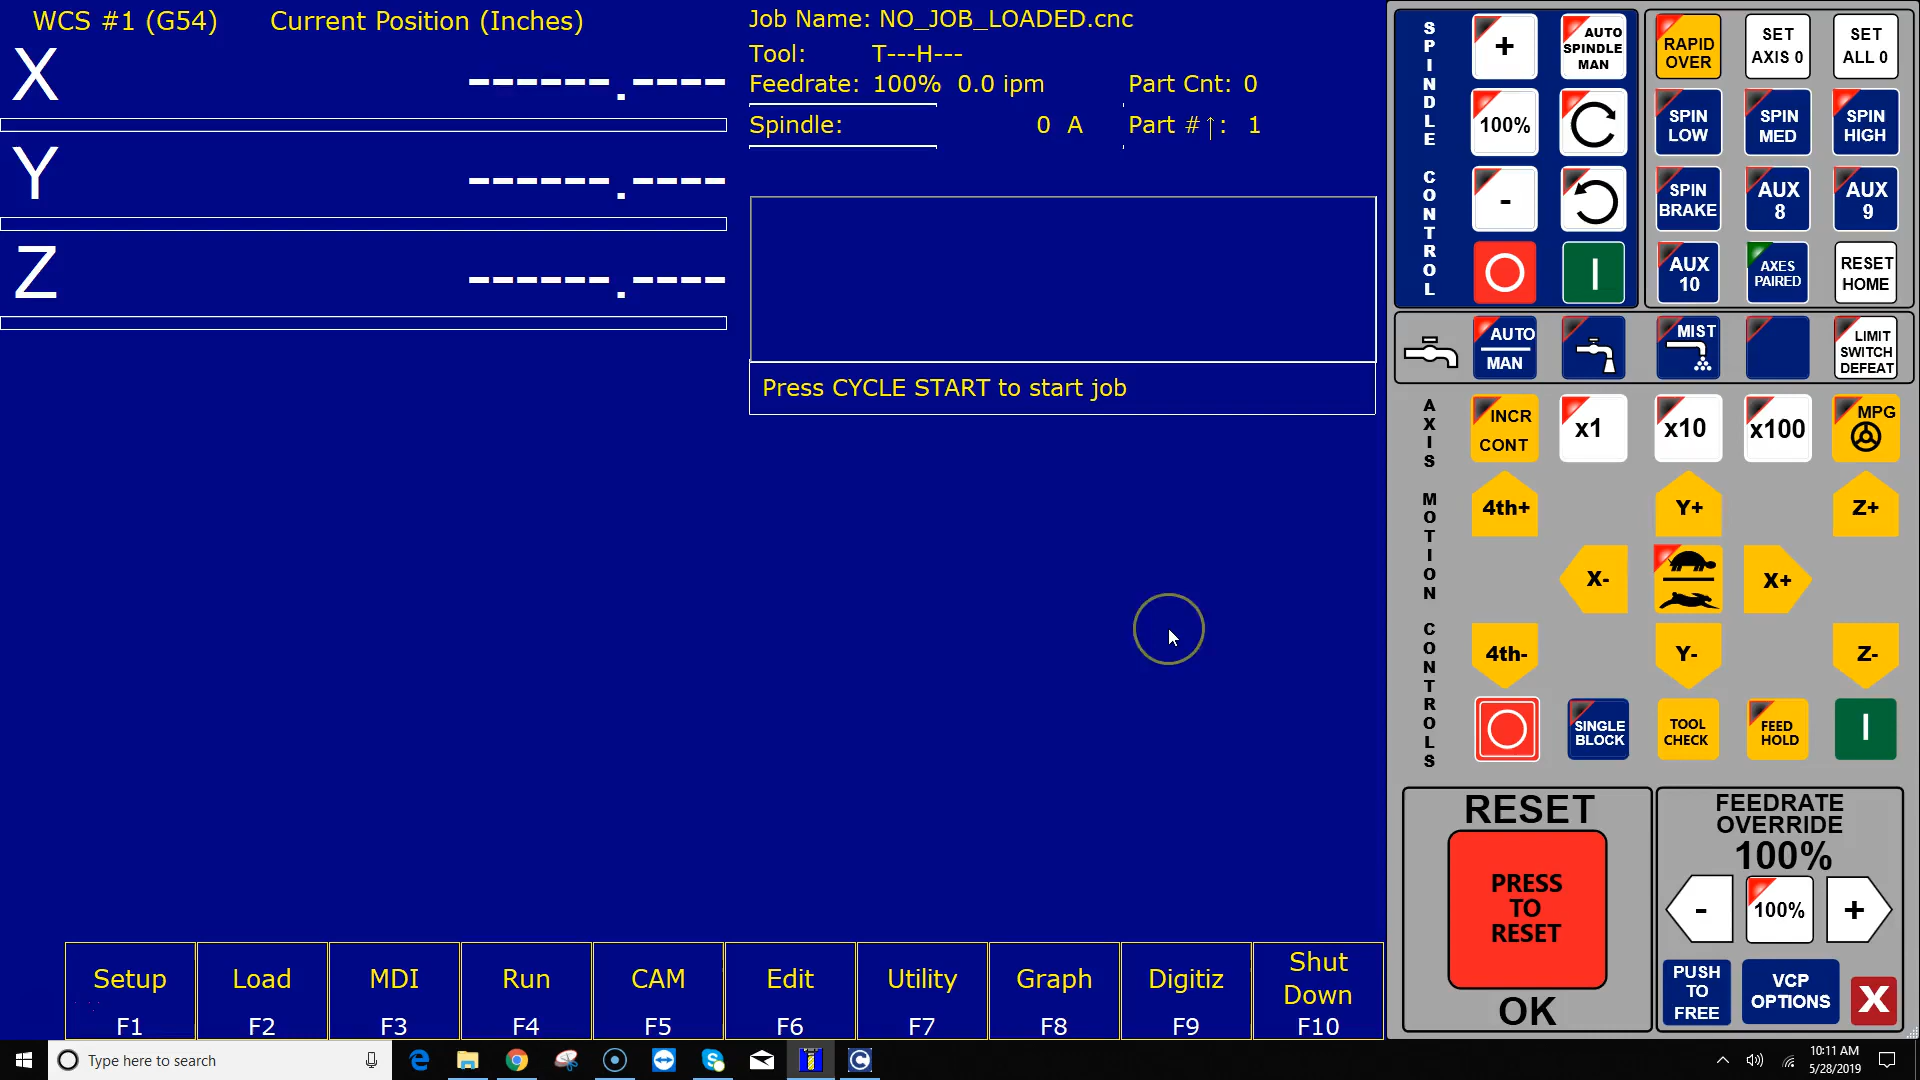 WCS #1 (G54) Current Position (Inches)
X ------.----
Y ------.----
Z ------.----
Job Name: NO_JOB_LOADED.cnc
Tool: T---H---
Feedrate: 100% 0.0 ipm Part Cnt: 0
Spindle: 0 A Part #↑: 1
Press CYCLE START to start job
Setup
F1
Load
F2
MDI
F3
Run
F4
CAM
F5
Edit
F6
Utility
F7
Graph
F8
Digitiz
F9
Shut
Down
F10
SPINDLE CONTROL
+
AUTO
SPINDLE
MAN
100%
-
RAPID
OVER
SET
AXIS 0
SET
ALL 0
SPIN
LOW
SPIN
MED
SPIN
HIGH
SPIN
BRAKE
AUX
8
AUX
9
AUX
10
AXES
PAIRED
RESET
HOME
AUTO
MAN
MIST
LIMIT
SWITCH
DEFEAT
AXIS MOTION CONTROLS
INCR
CONT
x1
x10
x100
MPG
4th+
Y+
Z+
X-
X+
4th-
Y-
Z-
SINGLE
BLOCK
TOOL
CHECK
FEED
HOLD
RESET
PRESS
TO
RESET
OK
FEEDRATE
OVERRIDE
100%
-
100%
+
PUSH
TO
FREE
VCP
OPTIONS
X
Type here to search
10:11 AM
5/28/2019